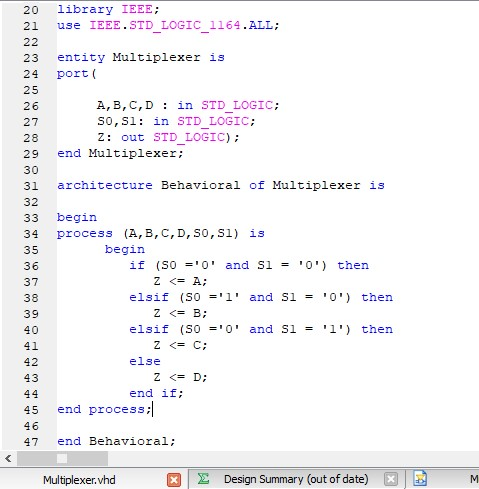 20 library IEEE;
21 use IEEE.STD_LOGIC_1164.ALL;
22
23 entity Multiplexer is
24 port(
25
26 A,B,C,D : in STD_LOGIC;
27 S0,S1: in STD_LOGIC;
28 Z: out STD_LOGIC);
29 end Multiplexer;
30
31 architecture Behavioral of Multiplexer is
32
33 begin
34 process (A,B,C,D,S0,S1) is
35 begin
36 if (S0 ='0' and S1 = '0') then
37 Z <= A;
38 elsif (S0 ='1' and S1 = '0') then
39 Z <= B;
40 elsif (S0 ='0' and S1 = '1') then
41 Z <= C;
42 else
43 Z <= D;
44 end if;
45 end process;
46
47 end Behavioral;
Multiplexer.vhd Σ Design Summary (out of date) M